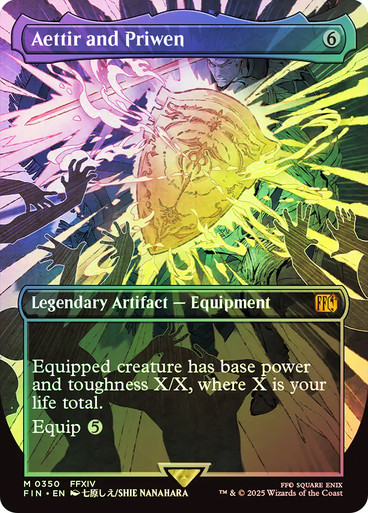 Aettir and Priwen 6
Legendary Artifact — Equipment
Equipped creature has base power
and toughness X/X, where X is your
life total.
Equip 5
M 0350 FFXIV
FIN • EN 七原しえ/SHIE NANAHARA
FF© SQUARE ENIX
™ & © 2025 Wizards of the Coast